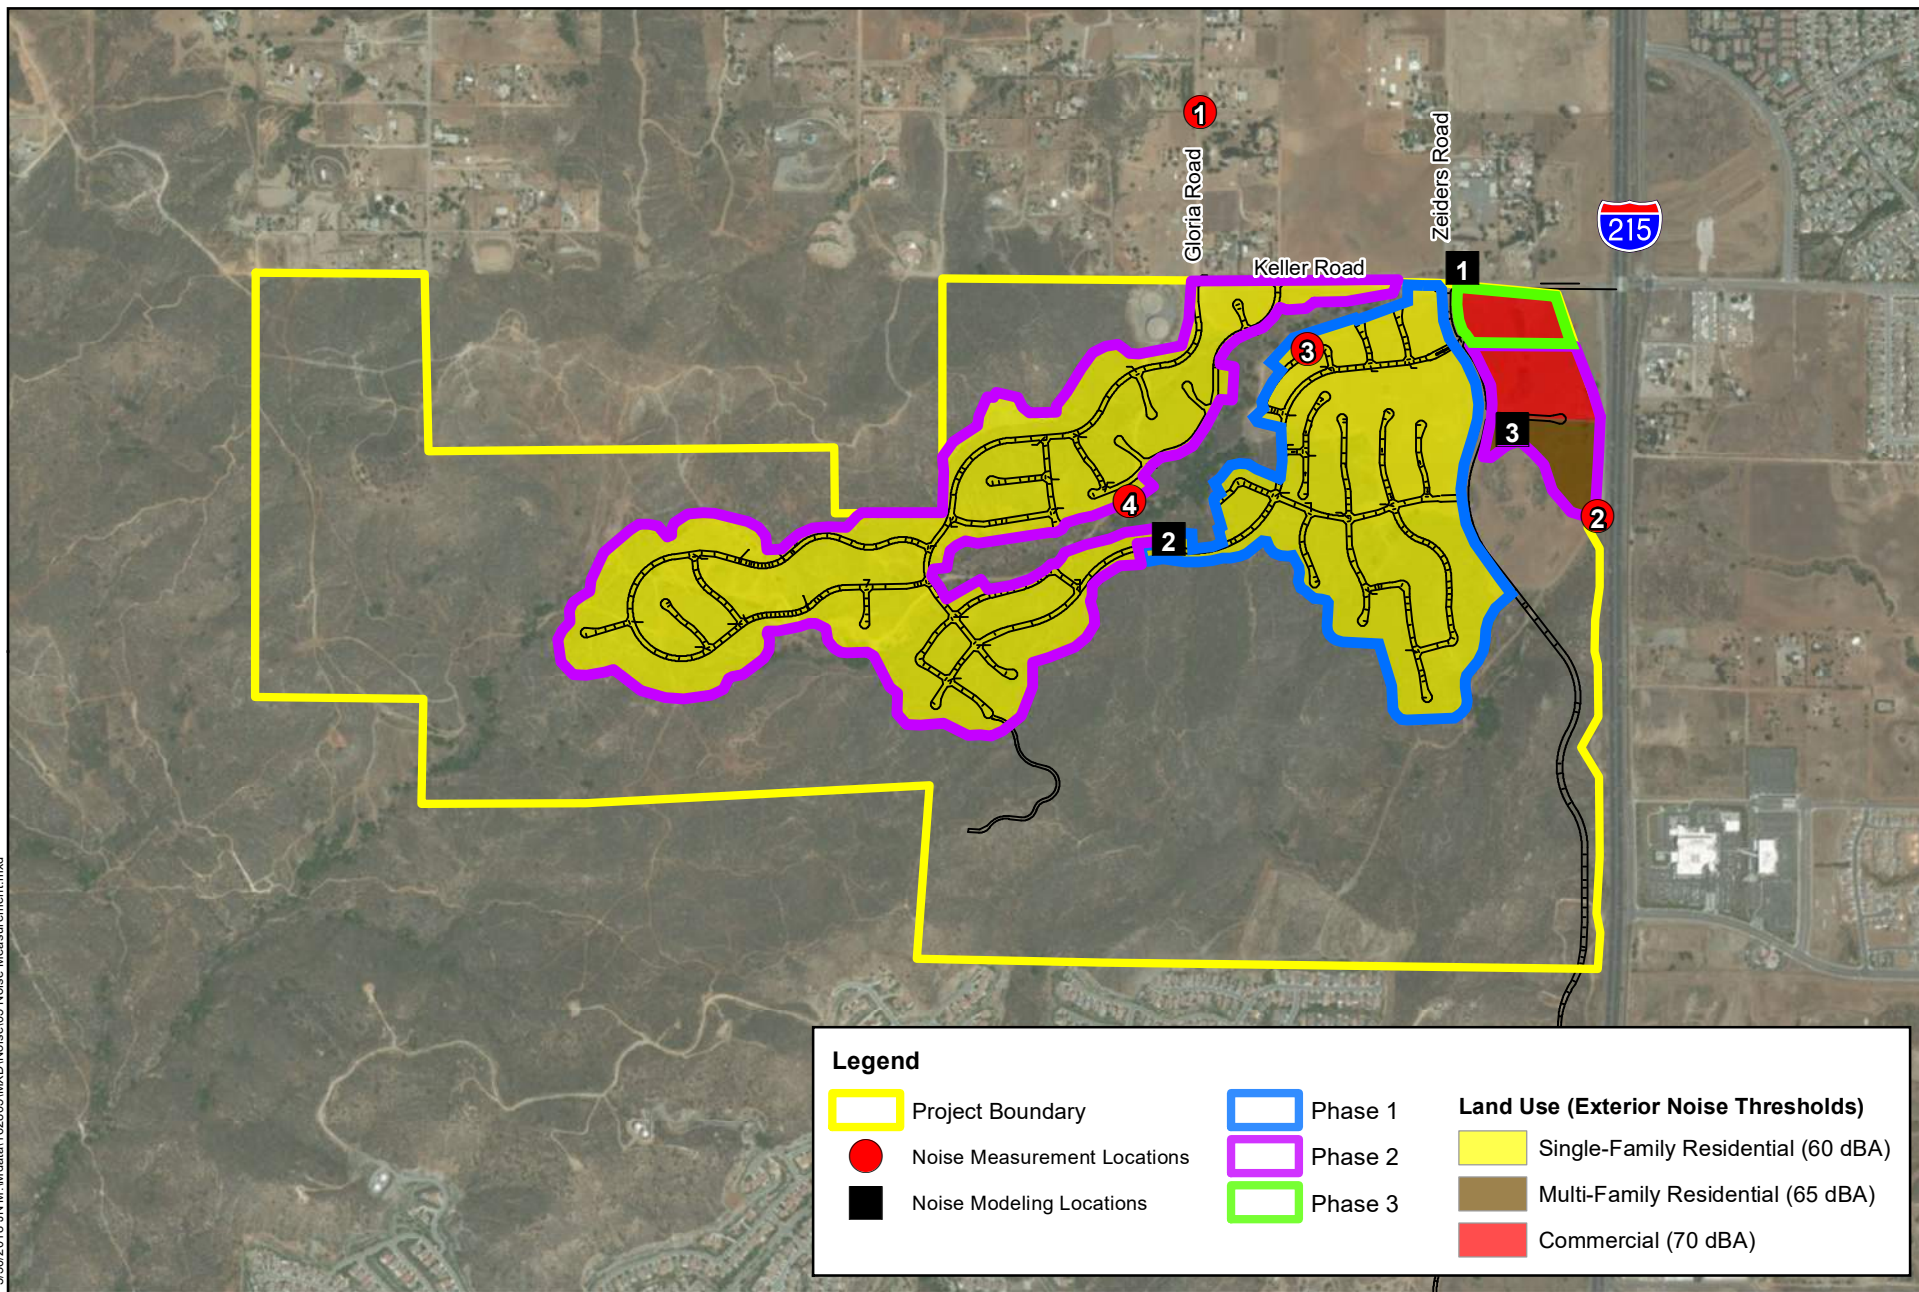 1
Gloria Road
Zeiders Road
215
Keller Road
1
3
3
4
2
2
Legend
Project Boundary
Noise Measurement Locations
Noise Modeling Locations
Phase 1
Phase 2
Phase 3
Land Use (Exterior Noise Thresholds)
Single-Family Residential (60 dBA)
Multi-Family Residential (65 dBA)
Commercial (70 dBA)